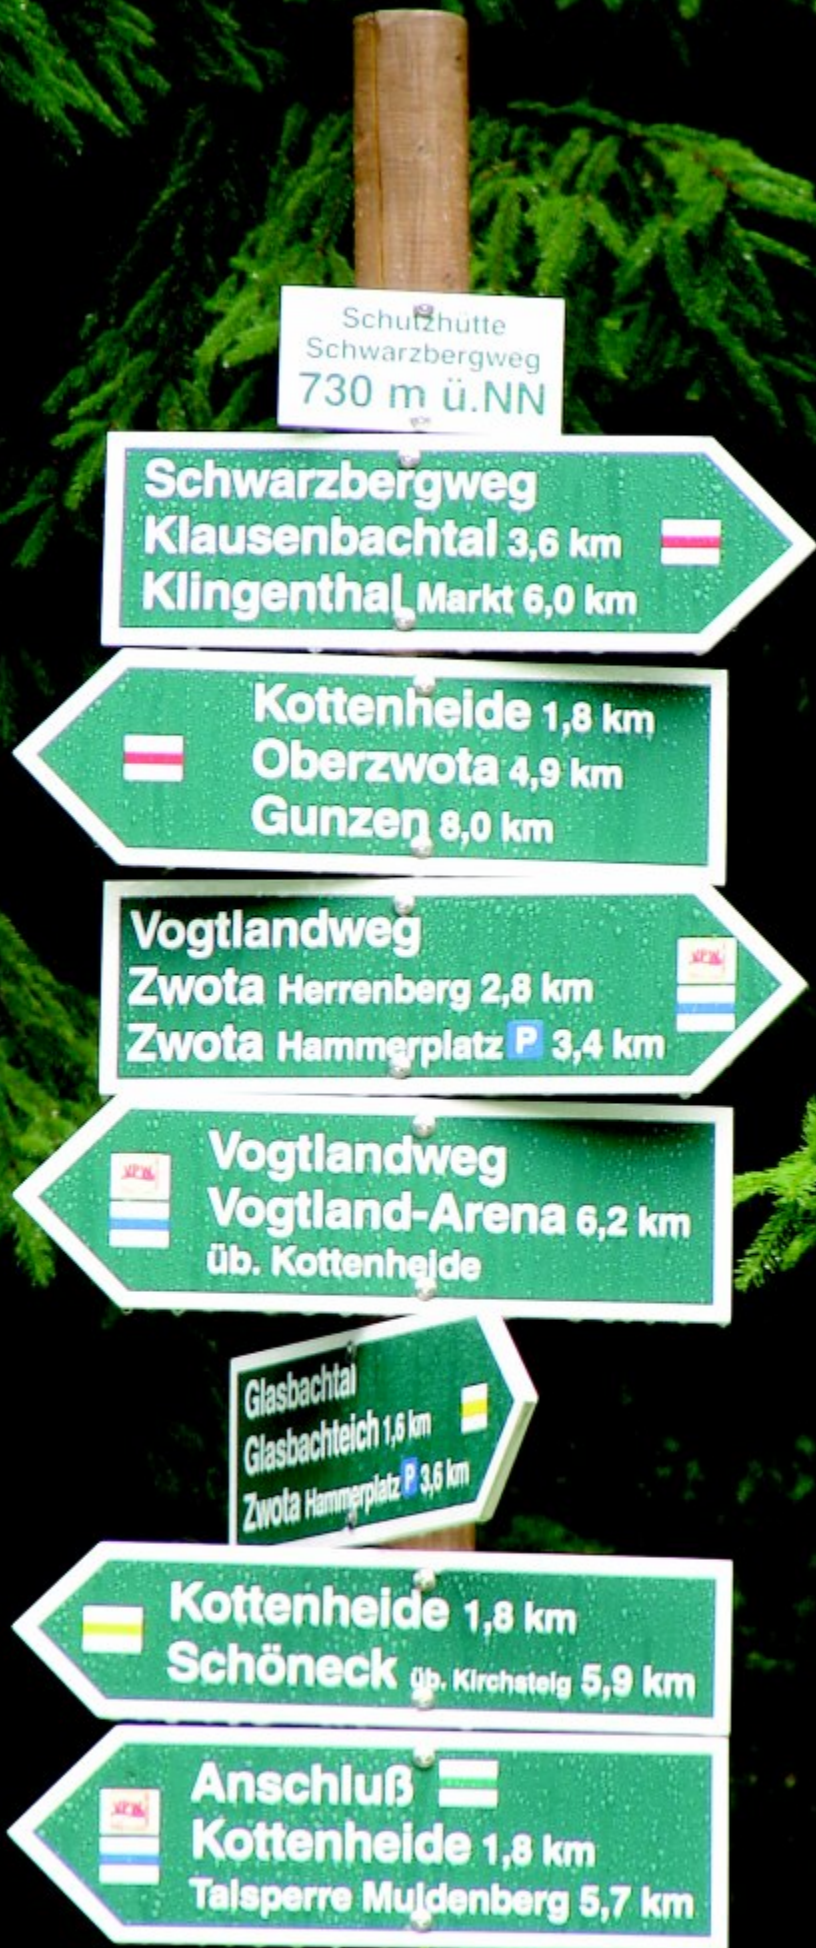 Schutzhütte
Schwarzbergweg
730 m ü.NN
Schwarzbergweg
Klausenbachtal 3,6 km
Klingenthal Markt 6,0 km
Kottenheide 1,8 km
Oberzwota 4,9 km
Gunzen 8,0 km
Vogtlandweg
Zwota Herrenberg 2,8 km
Zwota Hammerplatz P 3,4 km
VPW
Vogtlandweg
Vogtland-Arena 6,2 km
üb. Kottenheide
Glasbachtal
Glasbachteich 1,6 km
Zwota Hammerplatz P 3,6 km
Kottenheide 1,8 km
Schöneck üb. Kirchsteig 5,9 km
VPW
Anschluß
Kottenheide 1,8 km
Talsperre Muldenberg 5,7 km